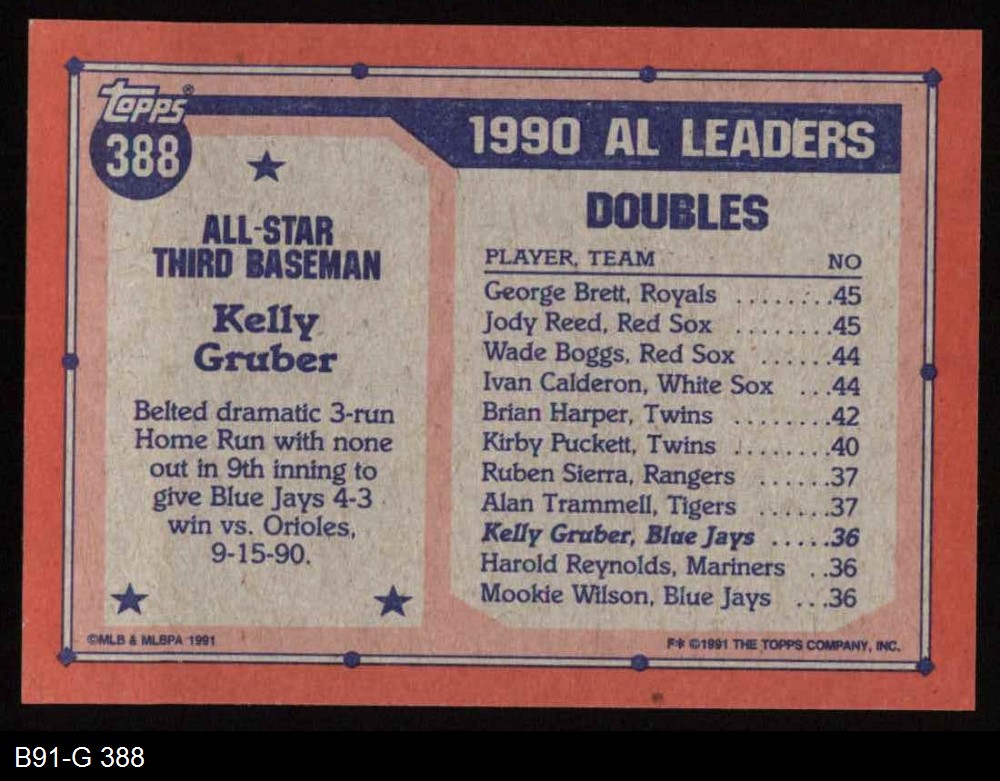 Topps®
388
ALL-STAR
THIRD BASEMAN
Kelly
Gruber
Belted dramatic 3-run
Home Run with none
out in 9th inning to
give Blue Jays 4-3
win vs. Orioles,
9-15-90.
1990 AL LEADERS
DOUBLES
PLAYER, TEAM NO
George Brett, Royals ........45
Jody Reed, Red Sox ........45
Wade Boggs, Red Sox ......44
Ivan Calderon, White Sox ...44
Brian Harper, Twins ........42
Kirby Puckett, Twins ........40
Ruben Sierra, Rangers ......37
Alan Trammell, Tigers ......37
Kelly Gruber, Blue Jays .....36
Harold Reynolds, Mariners ..36
Mookie Wilson, Blue Jays ...36
©MLB & MLBPA 1991
F* ©1991 THE TOPPS COMPANY, INC.
B91-G 388